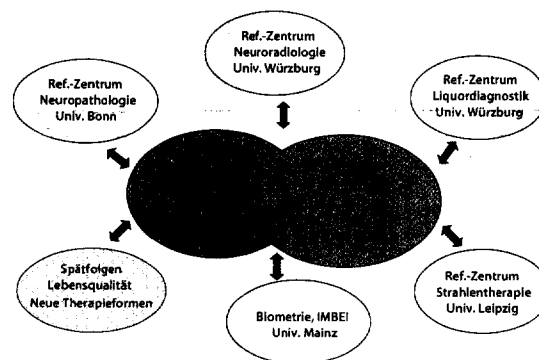 Ref.-Zentrum
Neuroradiologie
Univ. Würzburg
Ref.-Zentrum
Neuropathologie
Univ. Bonn
Ref.-Zentrum
Liquordiagnostik
Univ. Würzburg
Spätfolgen
Lebensqualität
Neue Therapieformen
Biometrie, IMBEI
Univ. Mainz
Ref.-Zentrum
Strahlentherapie
Univ. Leipzig